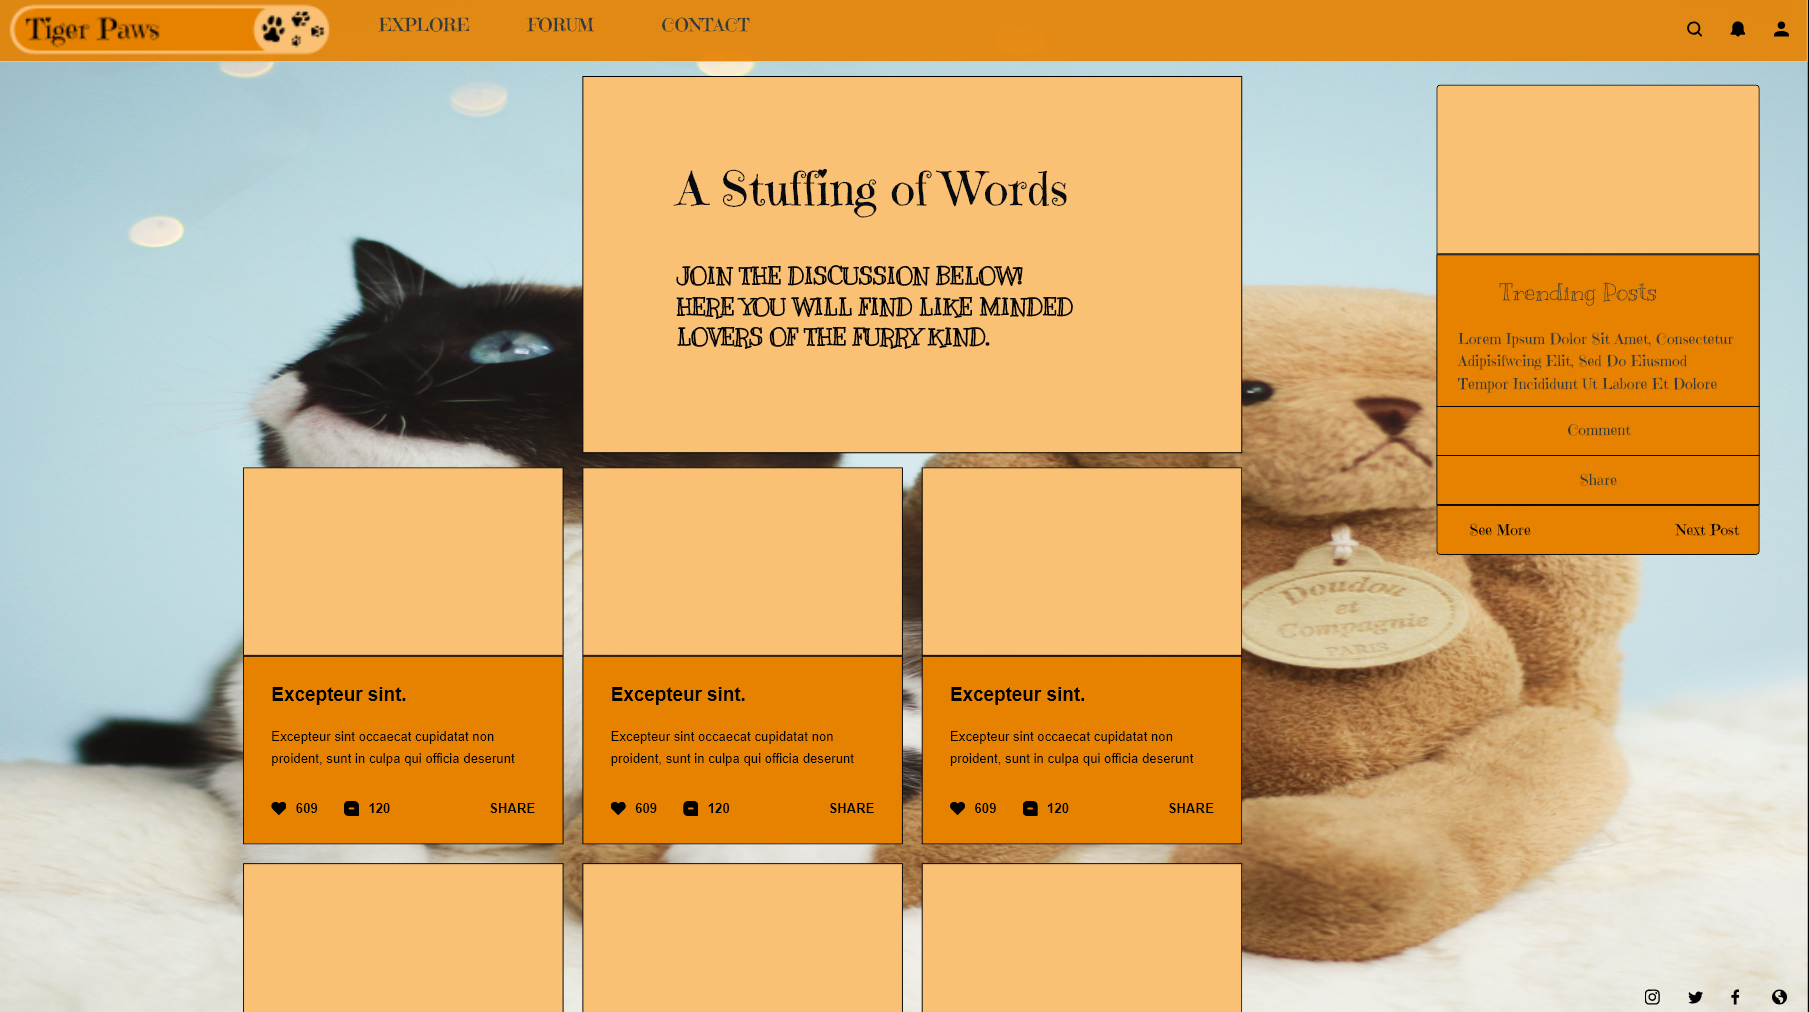 Tiger Paws
EXPLORE
FORUM
CONTACT
A Stuffing of Words
JOIN THE DISCUSSION BELOW!
HERE YOU WILL FIND LIKE MINDED
LOVERS OF THE FURRY KIND.
Trending Posts
Lorem Ipsum Dolor Sit Amet, Consectetur
Adipisifwcing Elit, Sed Do Eiusmod
Tempor Incididunt Ut Labore Et Dolore
Comment
Share
See More
Next Post
Doudou
et
Compagnie
PARIS
Excepteur sint.
Excepteur sint occaecat cupidatat non
proident, sunt in culpa qui officia deserunt
609 120 SHARE
Excepteur sint.
Excepteur sint occaecat cupidatat non
proident, sunt in culpa qui officia deserunt
609 120 SHARE
Excepteur sint.
Excepteur sint occaecat cupidatat non
proident, sunt in culpa qui officia deserunt
609 120 SHARE